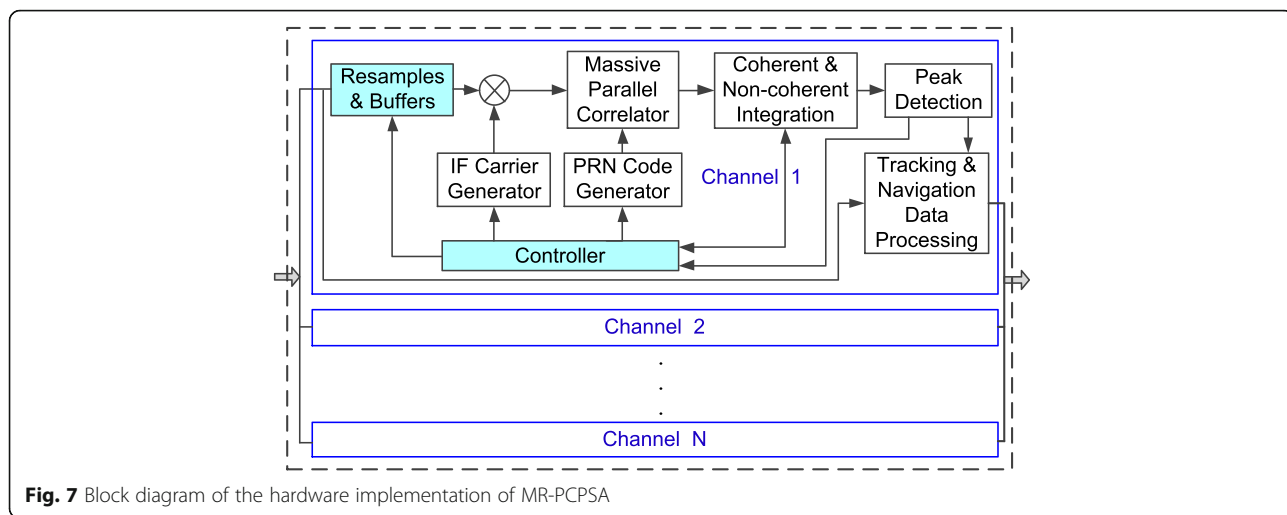 Resamples
& Buffers
Massive
Parallel
Correlator
Coherent &
Non-coherent
Integration
Peak
Detection
IF Carrier
Generator
PRN Code
Generator
Channel 1
Tracking &
Navigation
Data
Processing
Controller
Channel 2
.
.
.
Channel N
Fig. 7 Block diagram of the hardware implementation of MR-PCPSA